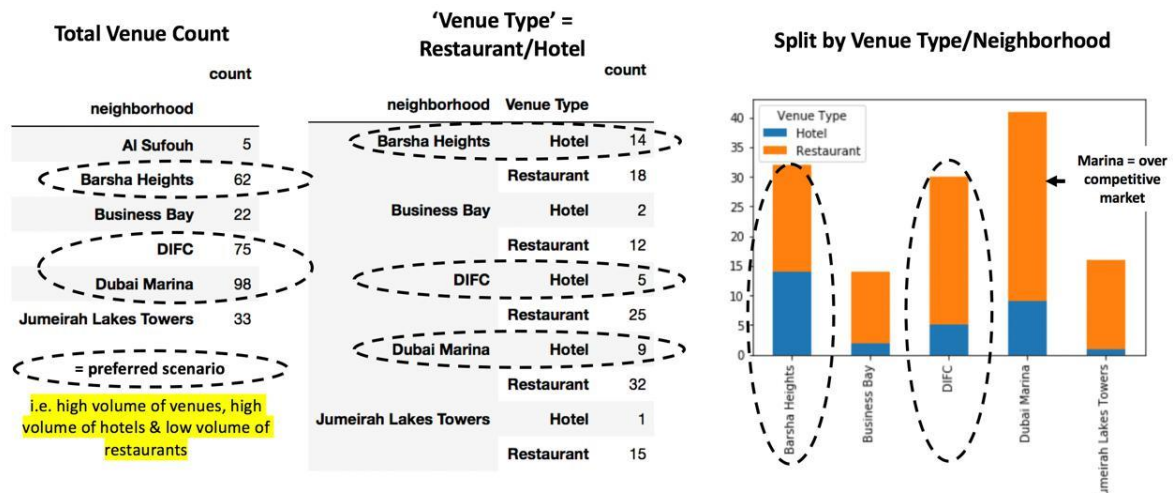 Total Venue Count
count
neighborhood
Al Sufouh 5
Barsha Heights 62
Business Bay 22
DIFC 75
Dubai Marina 98
Jumeirah Lakes Towers 33
= preferred scenario
i.e. high volume of venues, high
volume of hotels & low volume of
restaurants
‘Venue Type’ =
Restaurant/Hotel
count
neighborhood Venue Type
Barsha Heights Hotel 14
Restaurant 18
Business Bay Hotel 2
Restaurant 12
DIFC Hotel 5
Restaurant 25
Dubai Marina Hotel 9
Restaurant 32
Jumeirah Lakes Towers Hotel 1
Restaurant 15
Split by Venue Type/Neighborhood
Venue Type
Hotel
Restaurant
40
35
30
25
20
15
10
5
0
Marina = over
competitive
market
Barsha Heights
Business Bay
DIFC
Dubai Marina
umeirah Lakes Towers